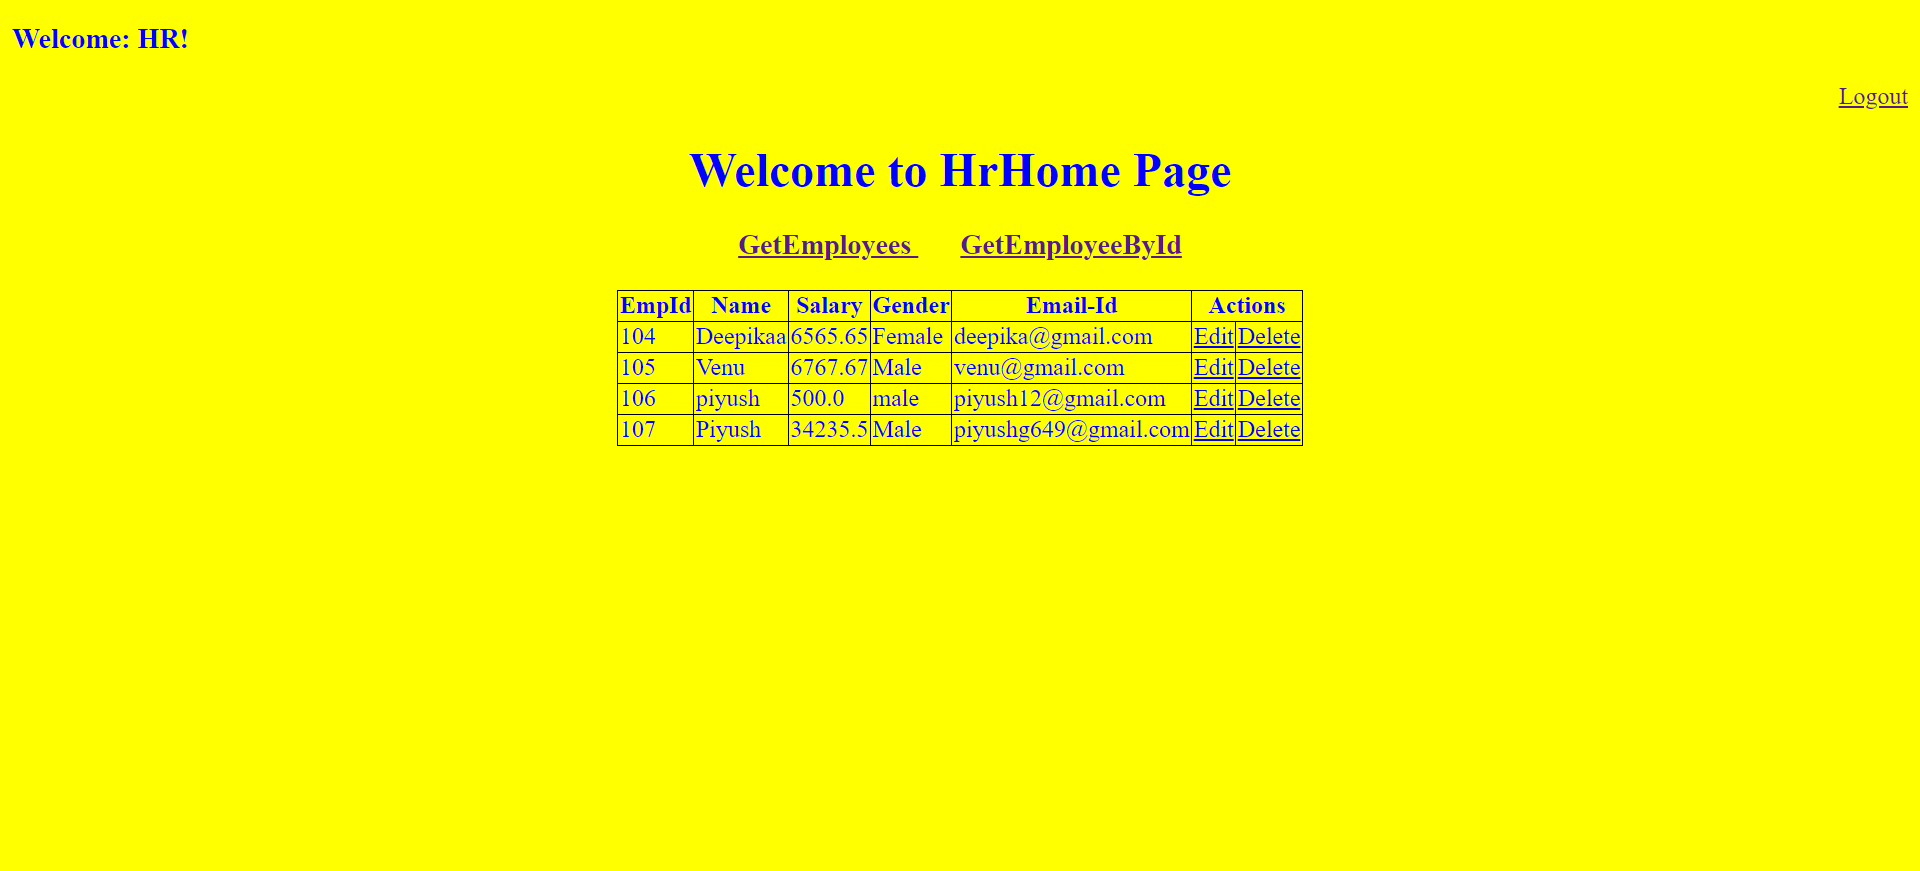 Welcome: HR!
Logout
Welcome to HrHome Page
GetEmployees GetEmployeeById
EmpId Name Salary Gender Email-Id Actions
104 Deepikaa 6565.65 Female deepika@gmail.com Edit Delete
105 Venu 6767.67 Male venu@gmail.com Edit Delete
106 piyush 500.0 male piyush12@gmail.com Edit Delete
107 Piyush 34235.5 Male piyushg649@gmail.com Edit Delete